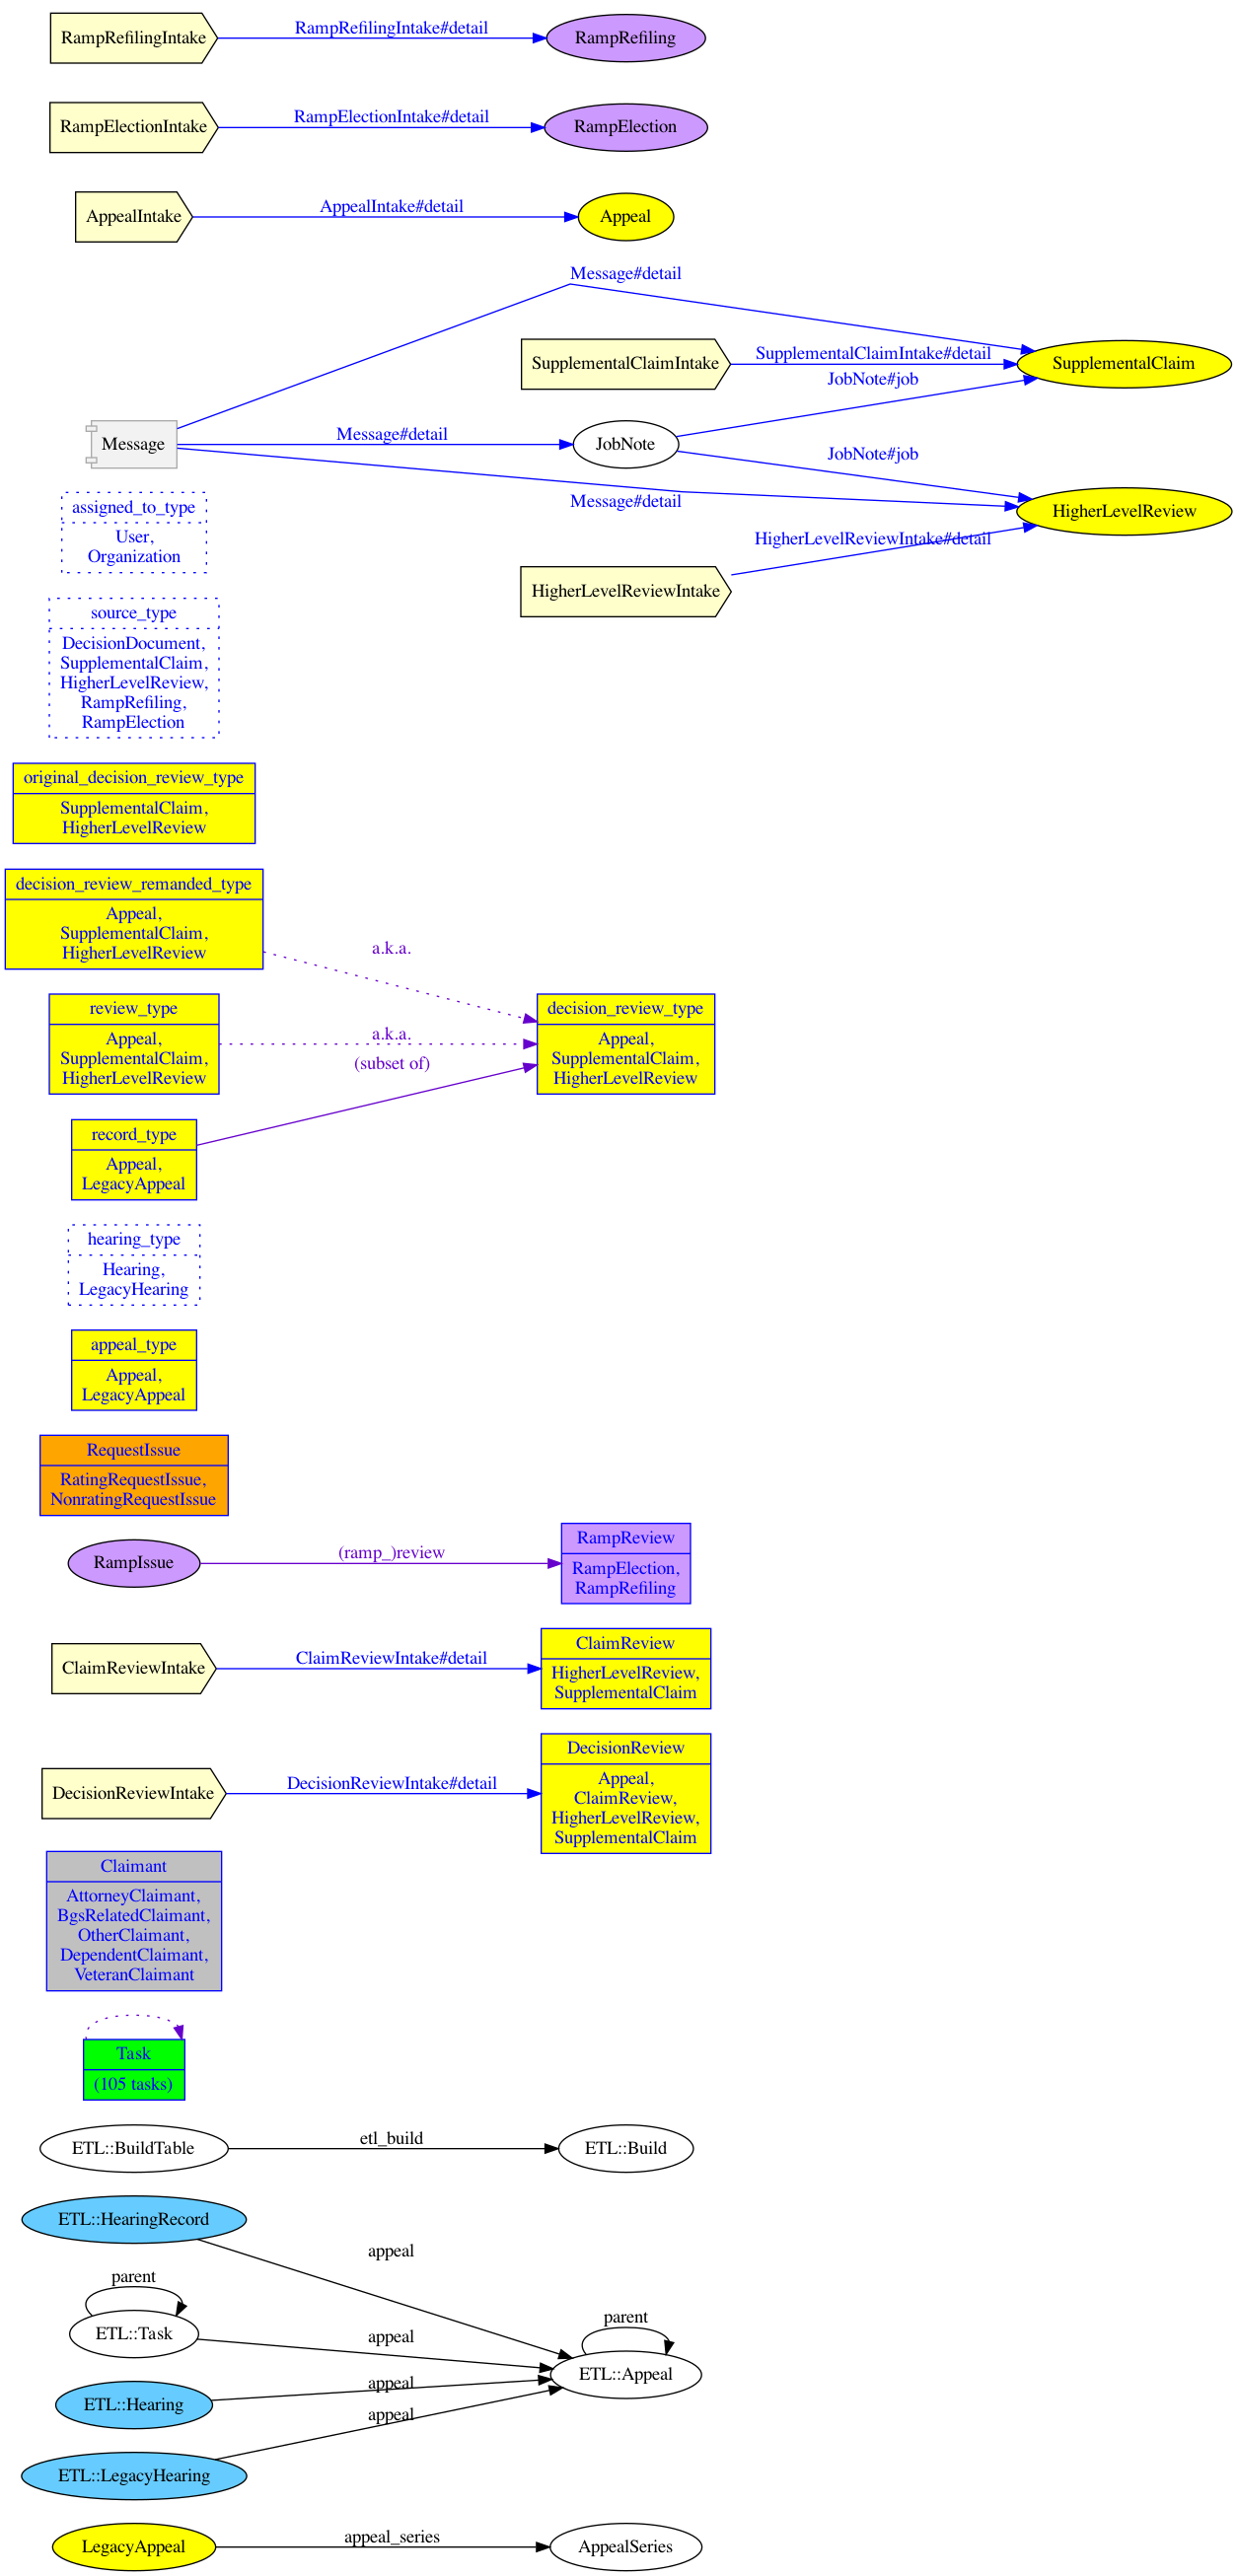 RampRefilingIntake
RampRefilingIntake#detail
RampRefiling
RampElectionIntake
RampElectionIntake#detail
RampElection
AppealIntake
AppealIntake#detail
Appeal
Message#detail
SupplementalClaimIntake
SupplementalClaimIntake#detail
SupplementalClaim
JobNote#job
Message
Message#detail
JobNote
JobNote#job
Message#detail
HigherLevelReview
HigherLevelReviewIntake#detail
HigherLevelReviewIntake
assigned_to_type
User,
Organization
source_type
DecisionDocument,
SupplementalClaim,
HigherLevelReview,
RampRefiling,
RampElection
original_decision_review_type
SupplementalClaim,
HigherLevelReview
decision_review_remanded_type
Appeal,
SupplementalClaim,
HigherLevelReview
a.k.a.
review_type
Appeal,
SupplementalClaim,
HigherLevelReview
a.k.a.
(subset of)
decision_review_type
Appeal,
SupplementalClaim,
HigherLevelReview
record_type
Appeal,
LegacyAppeal
hearing_type
Hearing,
LegacyHearing
appeal_type
Appeal,
LegacyAppeal
RequestIssue
RatingRequestIssue,
NonratingRequestIssue
RampIssue
(ramp_)review
RampReview
RampElection,
RampRefiling
ClaimReviewIntake
ClaimReviewIntake#detail
ClaimReview
HigherLevelReview,
SupplementalClaim
DecisionReviewIntake
DecisionReviewIntake#detail
DecisionReview
Appeal,
ClaimReview,
HigherLevelReview,
SupplementalClaim
Claimant
AttorneyClaimant,
BgsRelatedClaimant,
OtherClaimant,
DependentClaimant,
VeteranClaimant
Task
(105 tasks)
ETL::BuildTable
etl_build
ETL::Build
ETL::HearingRecord
appeal
parent
ETL::Task
appeal
parent
ETL::Appeal
ETL::Hearing
appeal
appeal
ETL::LegacyHearing
LegacyAppeal
appeal_series
AppealSeries